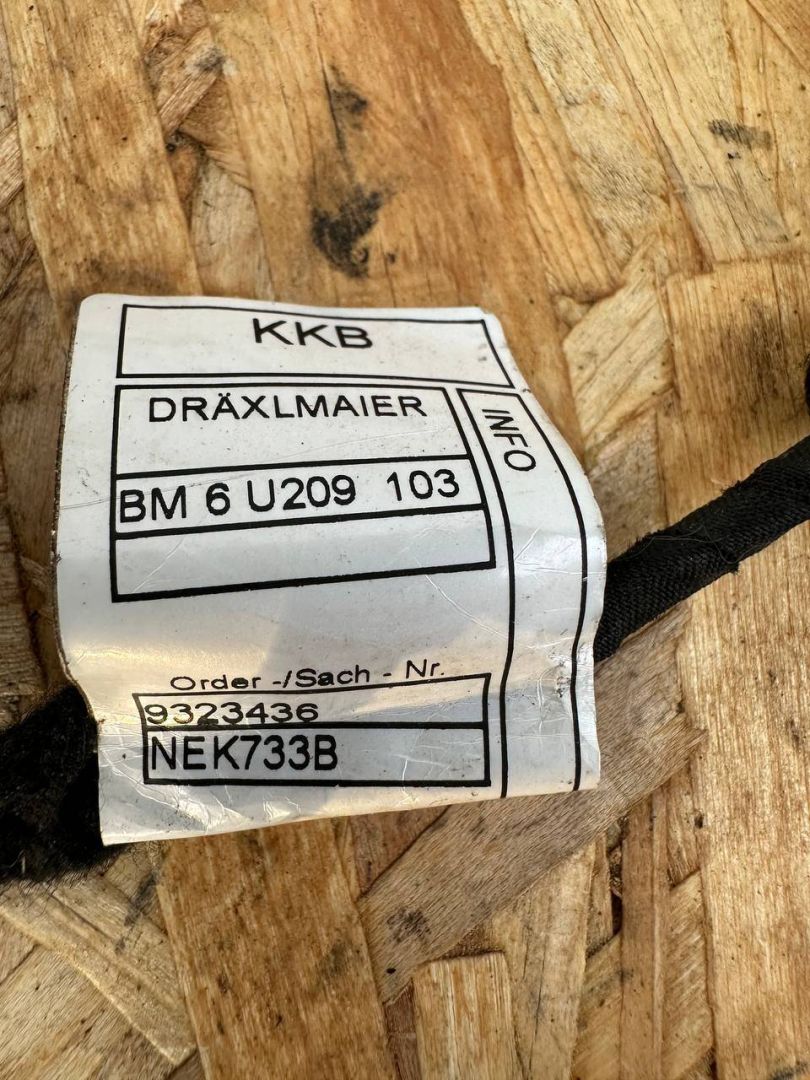 KKB
DRÄXLMAIER
INFO
BM 6 U209 103
Order -/Sach - Nr.
9323436
NEK733B